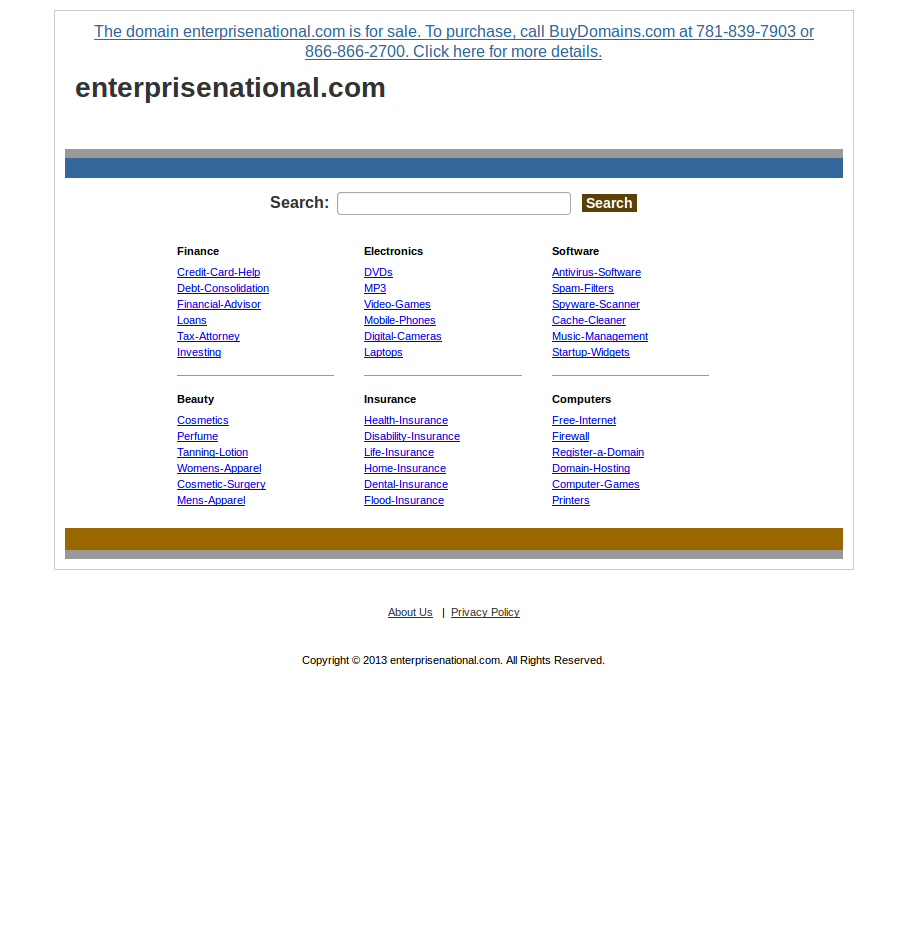 The domain enterprisenational.com is for sale. To purchase, call BuyDomains.com at 781-839-7903 or
866-866-2700. Click here for more details.
enterprisenational.com
Search: Search
Finance
Credit-Card-Help
Debt-Consolidation
Financial-Advisor
Loans
Tax-Attorney
Investing
Electronics
DVDs
MP3
Video-Games
Mobile-Phones
Digital-Cameras
Laptops
Software
Antivirus-Software
Spam-Filters
Spyware-Scanner
Cache-Cleaner
Music-Management
Startup-Widgets
Beauty
Cosmetics
Perfume
Tanning-Lotion
Womens-Apparel
Cosmetic-Surgery
Mens-Apparel
Insurance
Health-Insurance
Disability-Insurance
Life-Insurance
Home-Insurance
Dental-Insurance
Flood-Insurance
Computers
Free-Internet
Firewall
Register-a-Domain
Domain-Hosting
Computer-Games
Printers
About Us | Privacy Policy
Copyright © 2013 enterprisenational.com. All Rights Reserved.